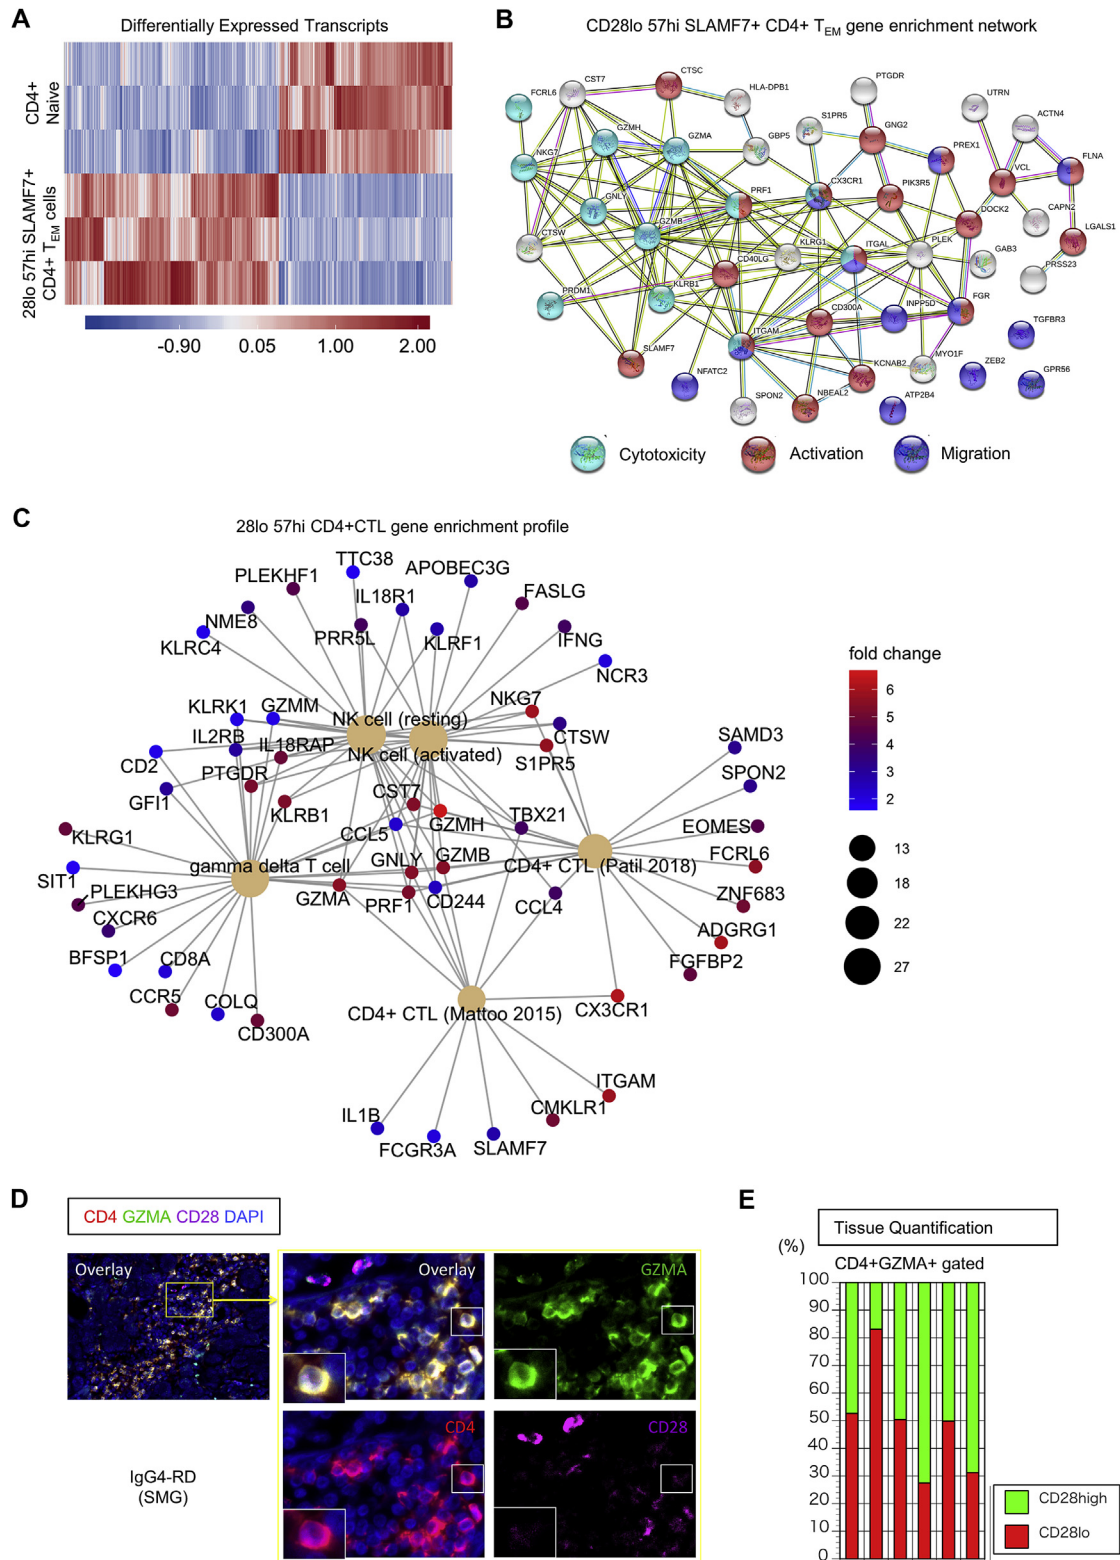 A
Differentially Expressed Transcripts
CD4+
Naive
28lo 57hi SLAMF7+
CD4+ TEM cells
-0.90
0.05
1.00
2.00
B
CD28lo 57hi SLAMF7+ CD4+ TEM gene enrichment network
FCRL6
CST7
CTSC
HLA-DPB1
PTGDR
UTRN
ACTN4
GZMH
GZMA
GBP5
S1PR5
GNG2
PREX1
VCL
FLNA
NKG7
GNLY
PRF1
CX3CR1
PIK3R5
DOCK2
CAPN2
LGALS1
CTSW
GZMB
KLRG1
ITGAL
PLEK
GAB3
PRSS23
CD40LG
PRDM1
KLRB1
CD300A
INPP5D
FGR
TGFBR3
SLAMF7
ITGAM
NFATC2
KCNAB2
MYO1F
ZEB2
GPR56
SPON2
NBEAL2
ATP2B4
Cytotoxicity
Activation
Migration
C
28lo 57hi CD4+CTL gene enrichment profile
TTC38
PLEKHF1
APOBEC3G
IL18R1
FASLG
NME8
PRR5L
KLRF1
IFNG
KLRC4
NCR3
NKG7
KLRK1
GZMM
NK cell (resting)
CTSW
IL2RB
IL18RAP
NK cell (activated)
S1PR5
CD2
PTGDR
GFI1
KLRB1
CST7
TBX21
CCL5
GZMH
KLRG1
gamma delta T cell
GNLY
GZMB
CD4+ CTL (Patil 2018)
SAMD3
SPON2
EOMES
FCRL6
ZNF683
ADGRG1
FGFBP2
SIT1
PLEKHG3
GZMA
PRF1
CD244
CCL4
CXCR6
BFSP1
CD8A
CCR5
COLQ
CD300A
CD4+ CTL (Mattoo 2015)
CX3CR1
ITGAM
CMKLR1
IL1B
FCGR3A
SLAMF7
fold change
6
5
4
3
2
13
18
22
27
D
CD4 GZMA CD28 DAPI
Overlay
Overlay
GZMA
CD4
CD28
IgG4-RD
(SMG)
E
Tissue Quantification
(%)
CD4+GZMA+ gated
100
90
80
70
60
50
40
30
20
10
0
CD28high
CD28lo